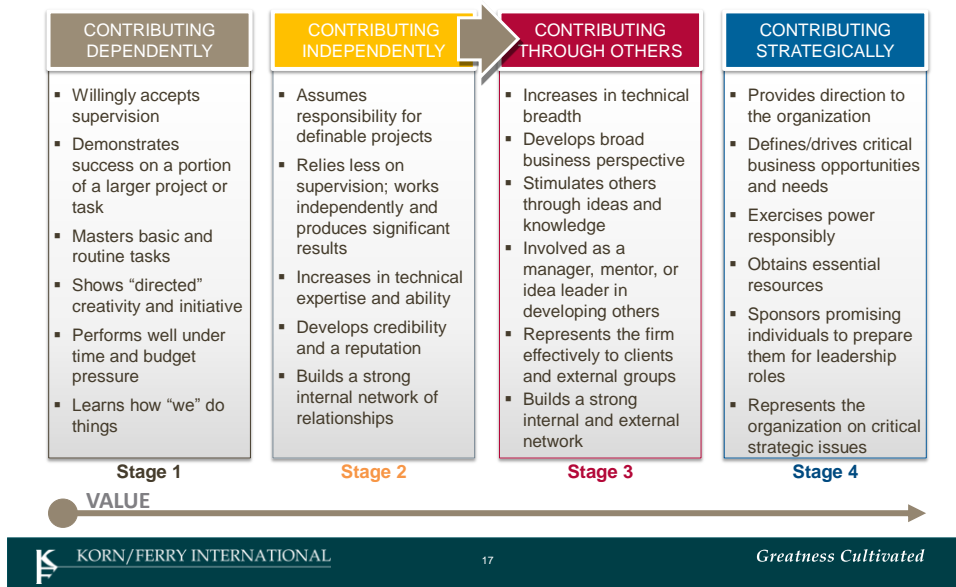 CONTRIBUTING
DEPENDENTLY
▪ Willingly accepts
supervision
▪ Demonstrates
success on a portion
of a larger project or
task
▪ Masters basic and
routine tasks
▪ Shows “directed”
creativity and initiative
▪ Performs well under
time and budget
pressure
▪ Learns how “we” do
things
Stage 1
CONTRIBUTING
INDEPENDENTLY
▪ Assumes
responsibility for
definable projects
▪ Relies less on
supervision; works
independently and
produces significant
results
▪ Increases in technical
expertise and ability
▪ Develops credibility
and a reputation
▪ Builds a strong
internal network of
relationships
Stage 2
CONTRIBUTING
THROUGH OTHERS
▪ Increases in technical
breadth
▪ Develops broad
business perspective
▪ Stimulates others
through ideas and
knowledge
▪ Involved as a
manager, mentor, or
idea leader in
developing others
▪ Represents the firm
effectively to clients
and external groups
▪ Builds a strong
internal and external
network
Stage 3
CONTRIBUTING
STRATEGICALLY
▪ Provides direction to
the organization
▪ Defines/drives critical
business opportunities
and needs
▪ Exercises power
responsibly
▪ Obtains essential
resources
▪ Sponsors promising
individuals to prepare
them for leadership
roles
▪ Represents the
organization on critical
strategic issues
Stage 4
VALUE
KF KORN/FERRY INTERNATIONAL
17
Greatness Cultivated